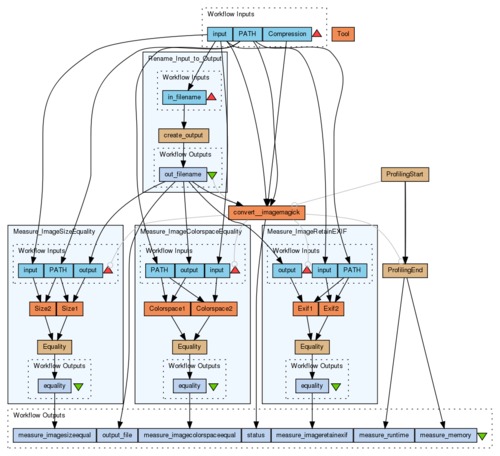 Workflow Inputs
input PATH Compression
Tool
Rename_Input_to_Output
Workflow Inputs
in_filename
create_output
Workflow Outputs
out_filename
ProfilingStart
convert__imagemagick
Measure_ImageSizeEquality
Workflow Inputs
input PATH output
Size2 Size1
Equality
Workflow Outputs
equality
Measure_ImageColorspaceEquality
Workflow Inputs
PATH output input
Colorspace1 Colorspace2
Equality
Workflow Outputs
equality
Measure_ImageRetainEXIF
Workflow Inputs
output input PATH
Exif1 Exif2
Equality
Workflow Outputs
equality
ProfilingEnd
Workflow Outputs
measure_imagesizeequal output_file measure_imagecolorspaceequal status measure_imageretainexif measure_runtime measure_memory